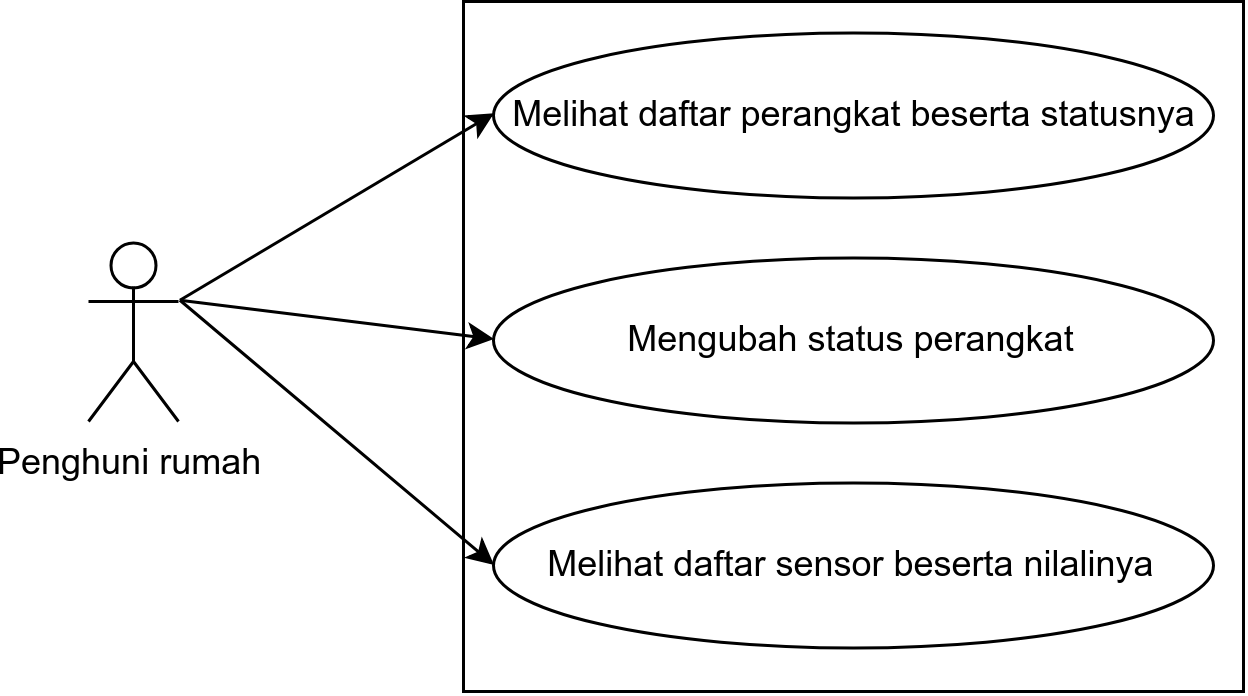 Melihat daftar perangkat beserta statusnya
Mengubah status perangkat
Penghuni rumah
Melihat daftar sensor beserta nilalinya